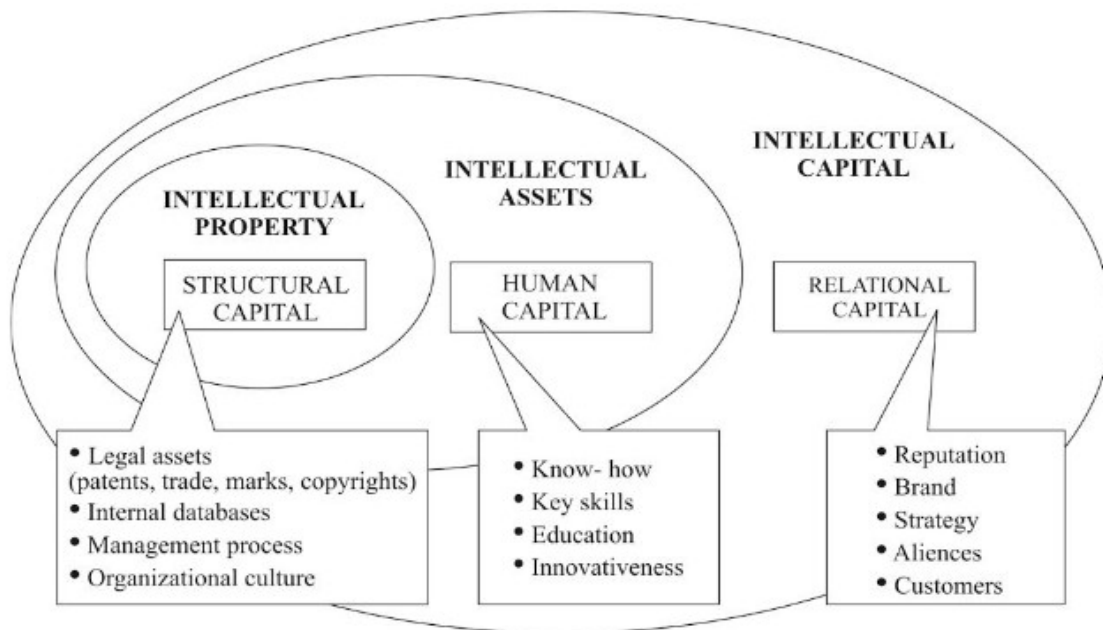 INTELLECTUAL
CAPITAL
INTELLECTUAL
ASSETS
INTELLECTUAL
PROPERTY
STRUCTURAL
CAPITAL
HUMAN
CAPITAL
RELATIONAL
CAPITAL
• Legal assets
(patents, trade, marks, copyrights)
• Internal databases
• Management process
• Organizational culture
• Know- how
• Key skills
• Education
• Innovativeness
• Reputation
• Brand
• Strategy
• Aliences
• Customers